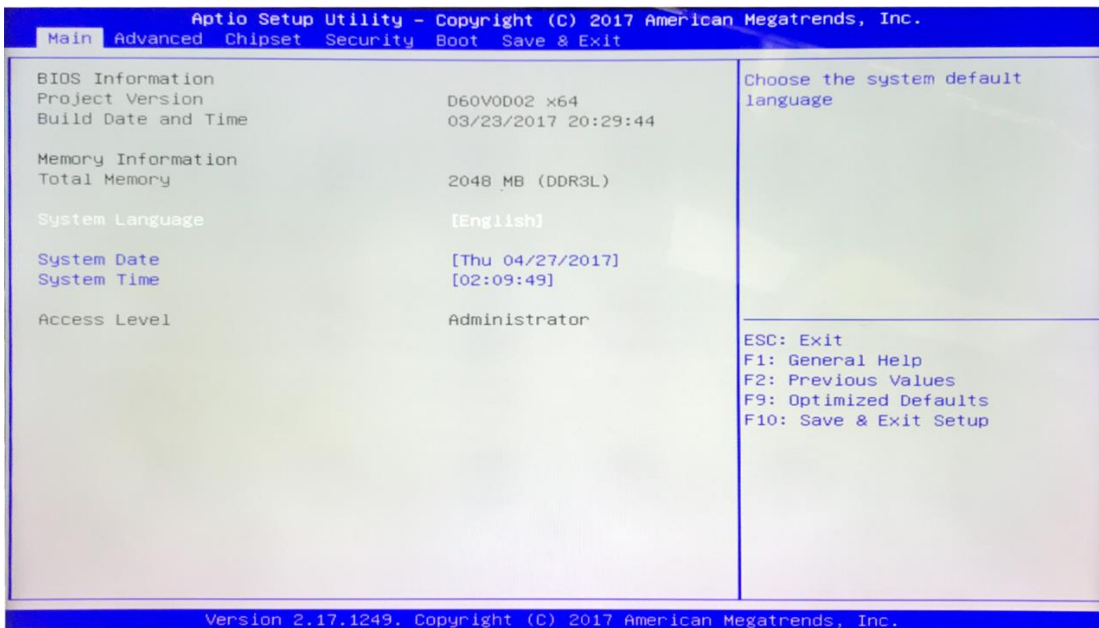 Aptio Setup Utility – Copyright (C) 2017 American Megatrends, Inc.
Main Advanced Chipset Security Boot Save & Exit
BIOS Information
Project Version D60V0D02 x64
Build Date and Time 03/23/2017 20:29:44
Memory Information
Total Memory 2048 MB (DDR3L)
System Language [English]
System Date [Thu 04/27/2017]
System Time [02:09:49]
Access Level Administrator
Choose the system default
language
ESC: Exit
F1: General Help
F2: Previous Values
F9: Optimized Defaults
F10: Save & Exit Setup
Version 2.17.1249. Copyright (C) 2017 American Megatrends, Inc.